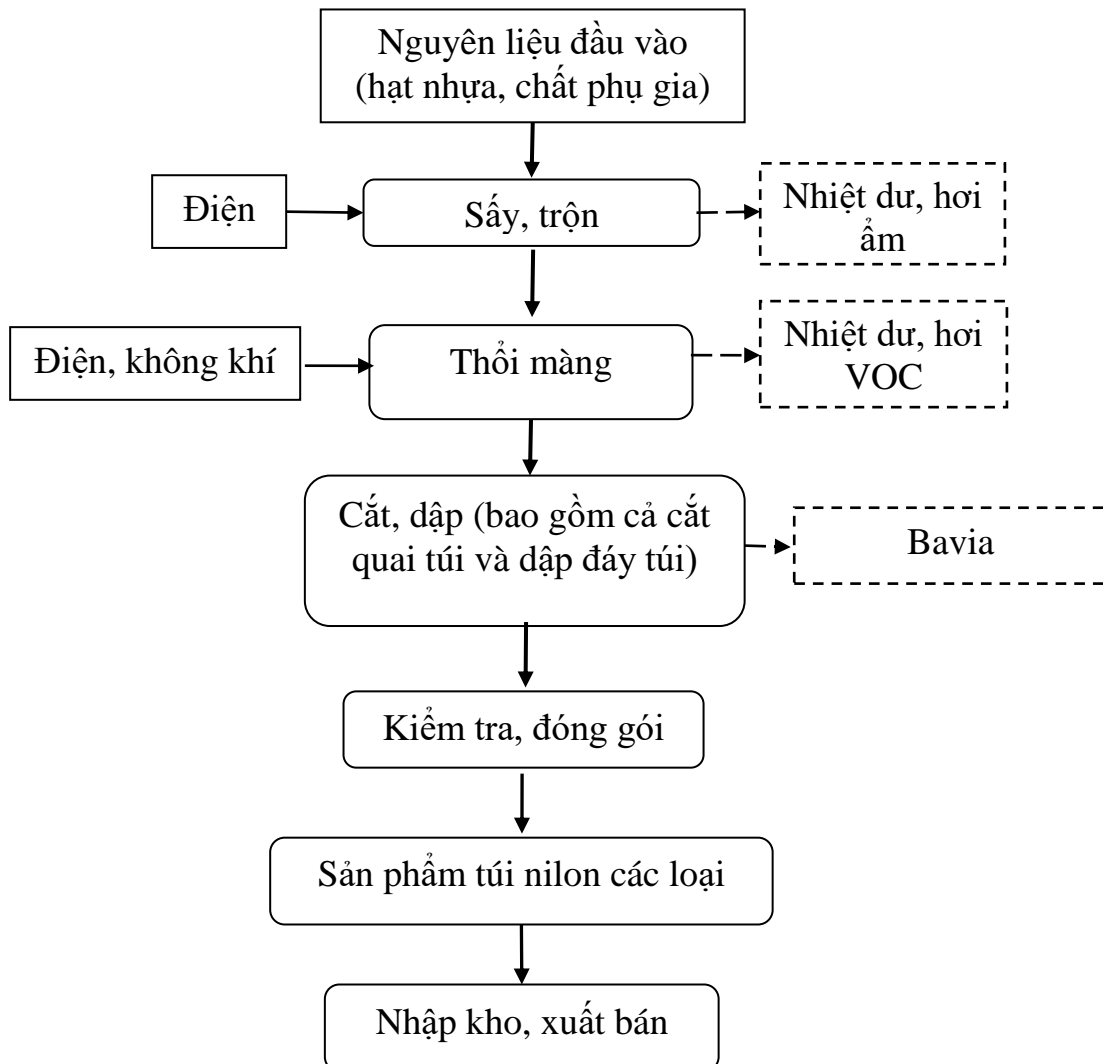 Nguyên liệu đầu vào
(hạt nhựa, chất phụ gia)
Điện
Sấy, trộn
Nhiệt dư, hơi
ẩm
Điện, không khí
Thổi màng
Nhiệt dư, hơi
VOC
Cắt, dập (bao gồm cả cắt
quai túi và dập đáy túi)
Bavia
Kiểm tra, đóng gói
Sản phẩm túi nilon các loại
Nhập kho, xuất bán